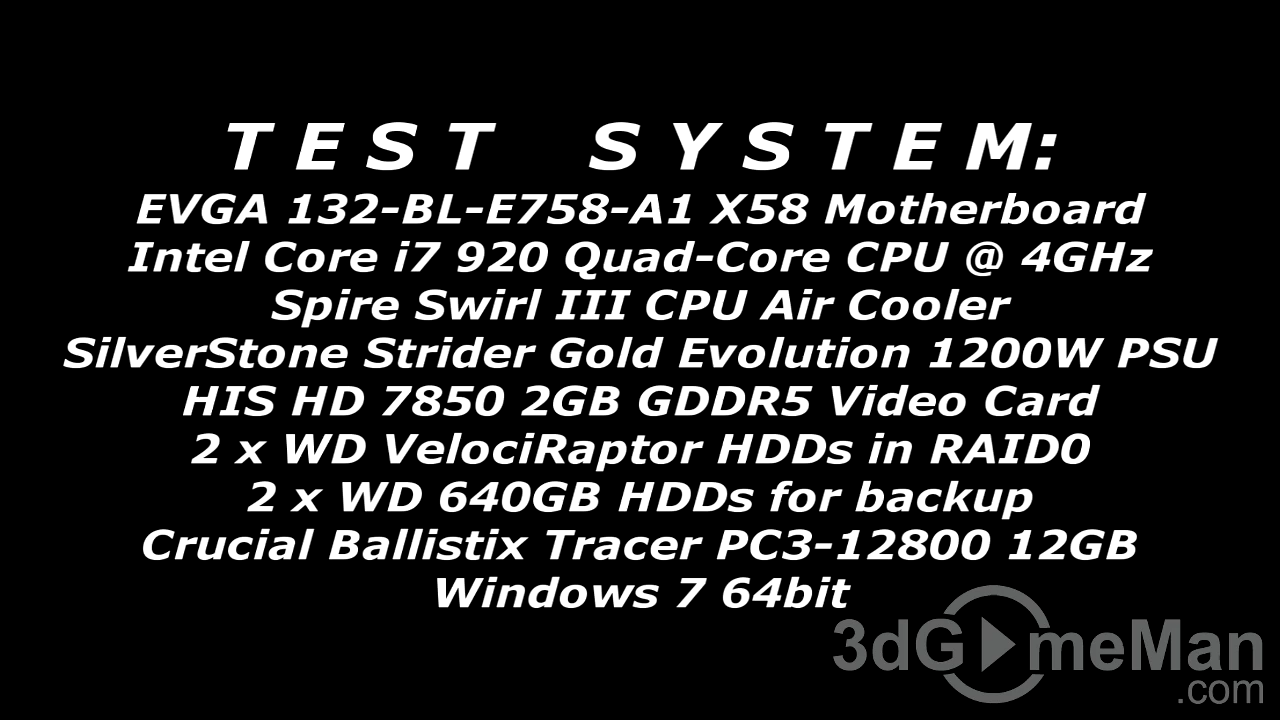 TEST SYSTEM:
EVGA 132-BL-E758-A1 X58 Motherboard
Intel Core i7 920 Quad-Core CPU @ 4GHz
Spire Swirl III CPU Air Cooler
SilverStone Strider Gold Evolution 1200W PSU
HIS HD 7850 2GB GDDR5 Video Card
2 x WD VelociRaptor HDDs in RAID0
2 x WD 640GB HDDs for backup
Crucial Ballistix Tracer PC3-12800 12GB
Windows 7 64bit
3dGameMan
.com